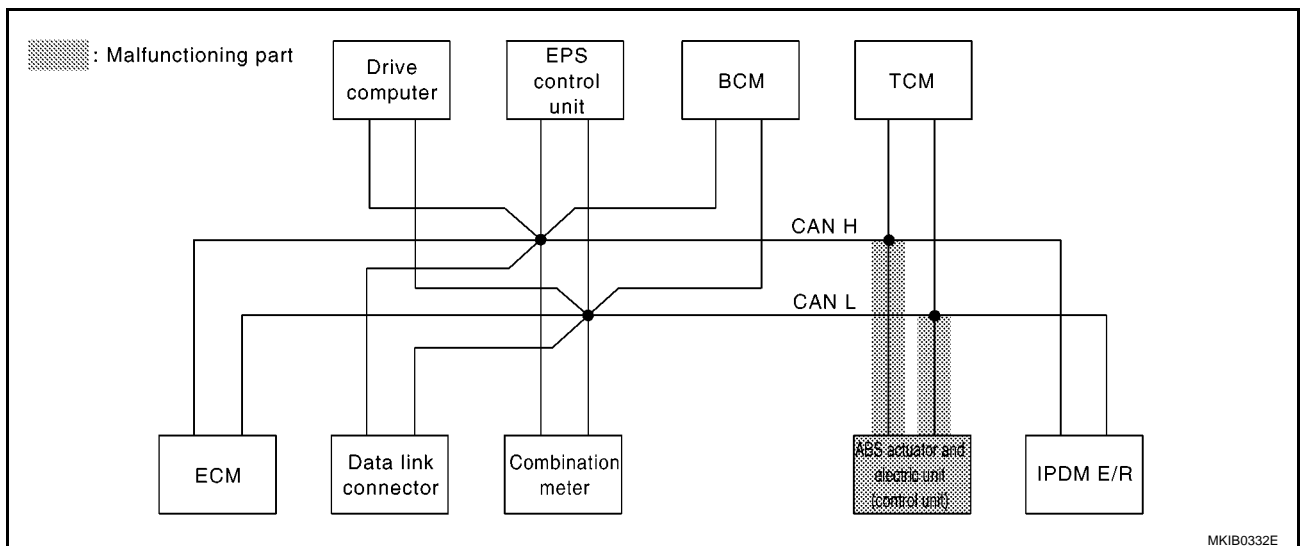 : Malfunctioning part
Drive
computer
EPS
control
unit
BCM
TCM
CAN H
CAN L
ECM
Data link
connector
Combination
meter
ABS actuator and
electric unit
(control unit)
IPDM E/R
MKIB0332E